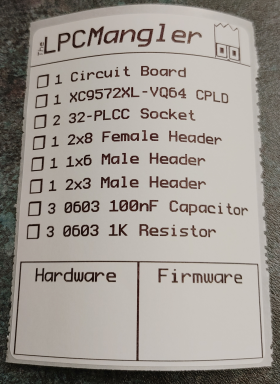 The LPCMangler
1 Circuit Board
1 XC9572XL-VQ64 CPLD
2 32-PLCC Socket
1 2x8 Female Header
1 1x6 Male Header
1 2x3 Male Header
3 0603 100nF Capacitor
3 0603 1K Resistor
Hardware
Firmware